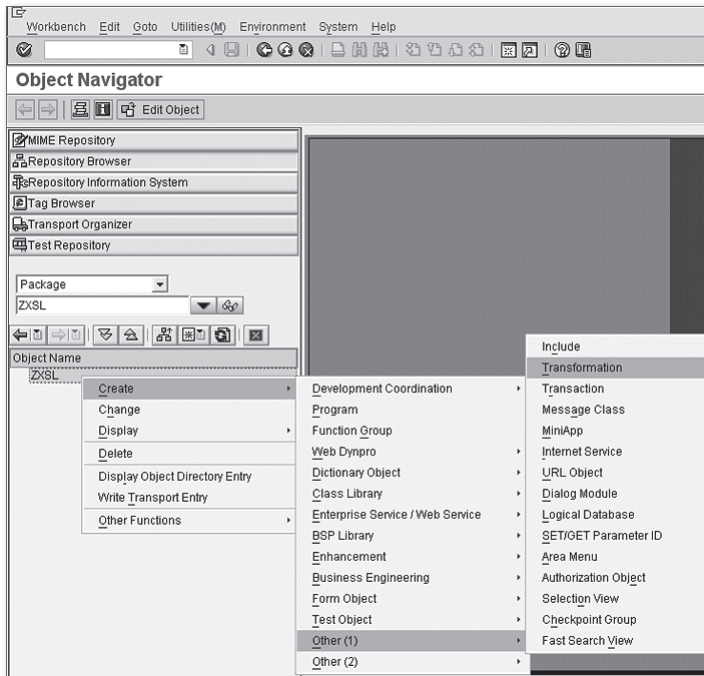 Workbench Edit Goto Utilities(M) Environment System Help
Object Navigator
Edit Object
MIME Repository
Repository Browser
Repository Information System
Tag Browser
Transport Organizer
Test Repository
Package
ZXSL
Object Name
ZXSL
Create
Change
Display
Delete
Display Object Directory Entry
Write Transport Entry
Other Functions
Development Coordination
Program
Function Group
Web Dynpro
Dictionary Object
Class Library
Enterprise Service / Web Service
BSP Library
Enhancement
Business Engineering
Form Object
Test Object
Other (1)
Other (2)
Include
Transformation
Transaction
Message Class
MiniApp
Internet Service
URL Object
Dialog Module
Logical Database
SET/GET Parameter ID
Area Menu
Authorization Object
Selection View
Checkpoint Group
Fast Search View